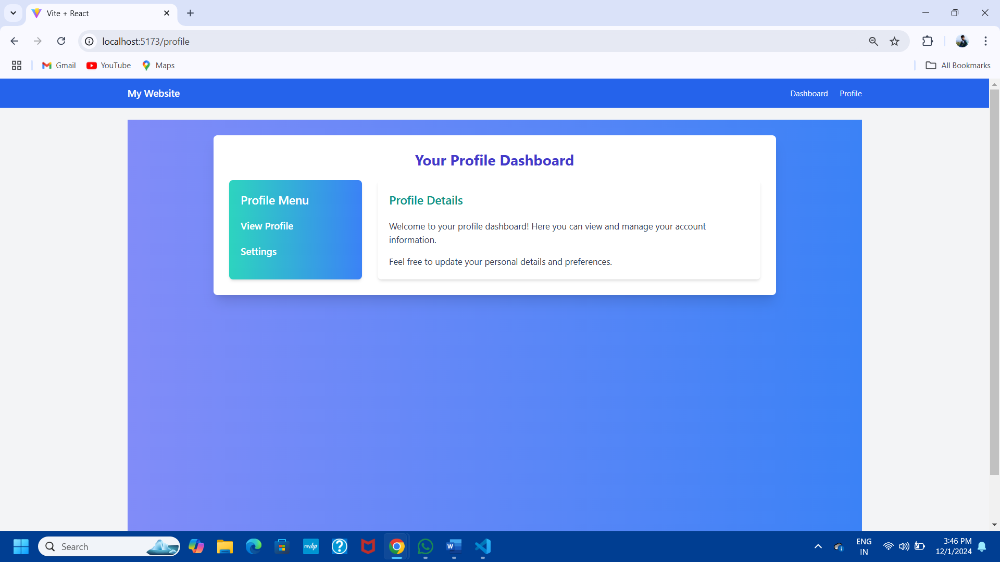 Vite + React
localhost:5173/profile
Gmail YouTube Maps All Bookmarks
My Website Dashboard Profile
Your Profile Dashboard
Profile Menu
View Profile
Settings
Profile Details
Welcome to your profile dashboard! Here you can view and manage your account
information.
Feel free to update your personal details and preferences.
Search
myhp
W
ENG
IN
3:46 PM
12/1/2024